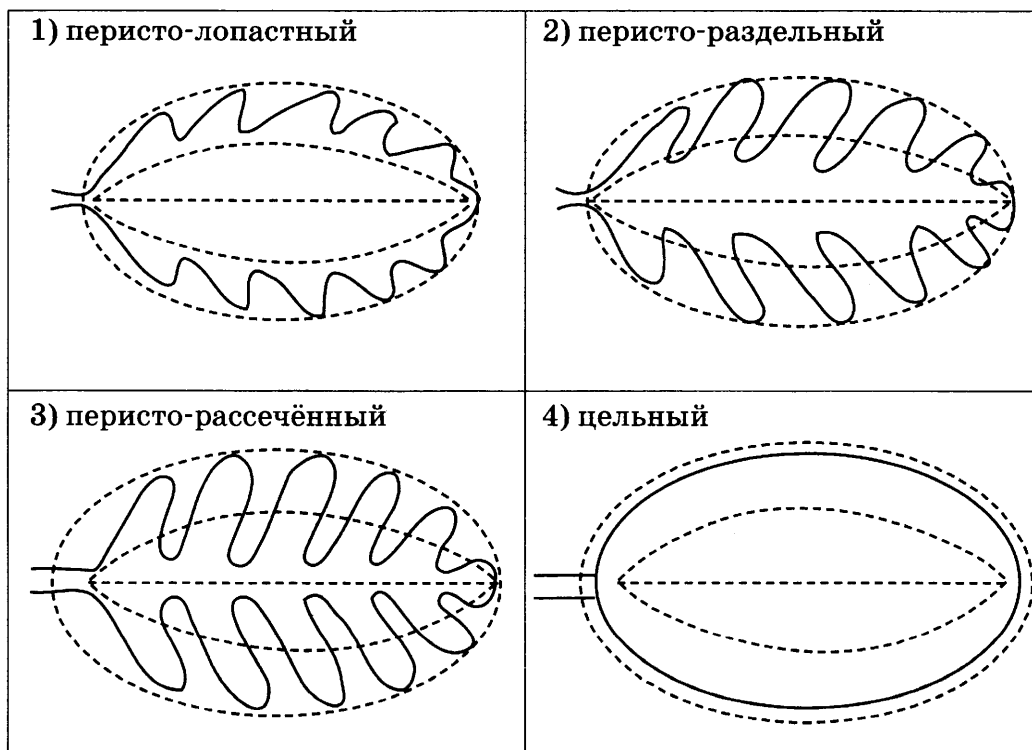 1) перисто-лопастный
2) перисто-раздельный
3) перисто-рассечённый
4) цельный